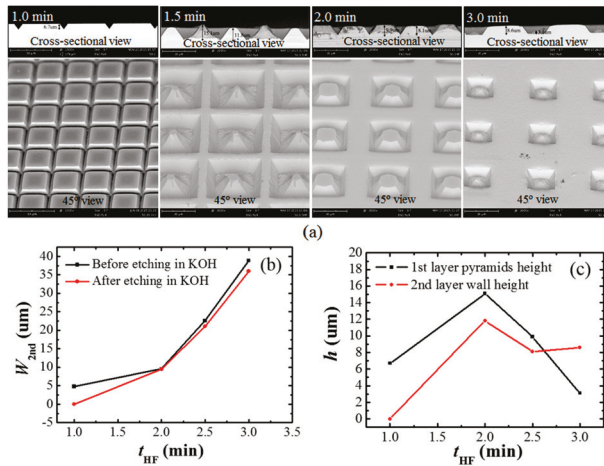 1.0 min 1.5 min 2.0 min 3.0 min
6.7um
Cross-sectional view Cross-sectional view Cross-sectional view Cross-sectional view
45° view 45° view 45° view 45° view
(a)
(b)
Before etching in KOH
After etching in KOH
W2nd (um)
40
35
30
25
20
15
10
5
0
1.0 1.5 2.0 2.5 3.0 3.5
tHF (min)
(c)
1st layer pyramids height
2nd layer wall height
h (um)
20
18
16
14
12
10
8
6
4
2
0
1.0 1.5 2.0 2.5 3.0
tHF (min)